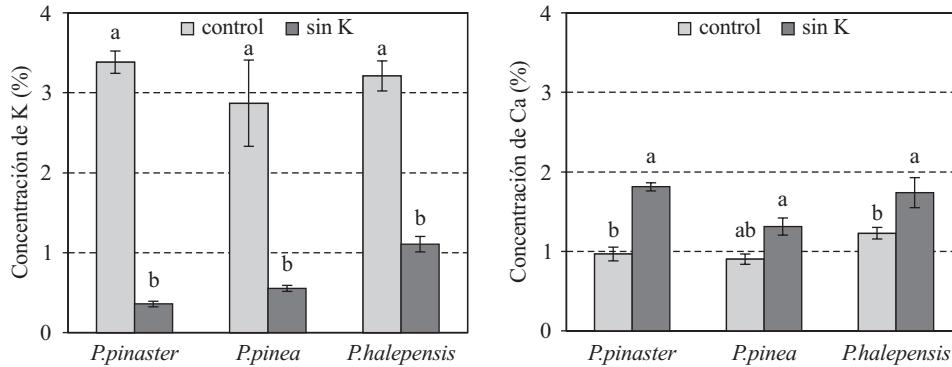 control sin K
a a a
b b b
Concentración de K (%)
4
3
2
1
0
P.pinaster P.pinea P.halepensis
control sin K
a a a
b ab b
Concentración de Ca (%)
4
3
2
1
0
P.pinaster P.pinea P.halepensis